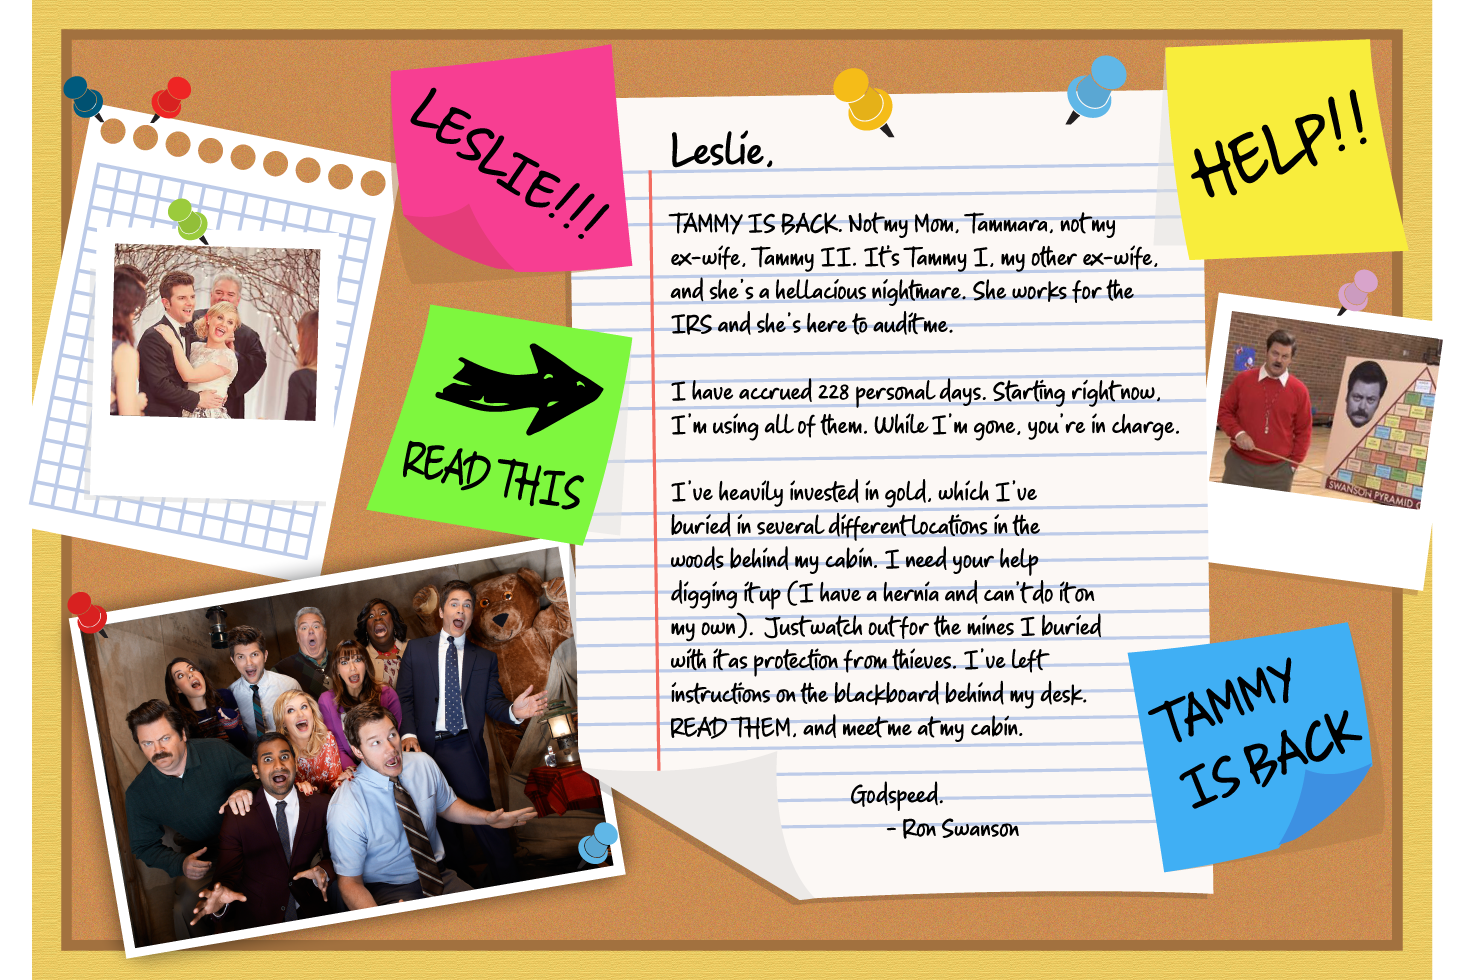 LESLIE!!!
HELP!!
READ THIS
Leslie,
TAMMY IS BACK. Not my Mom, Tammara, not my
ex-wife, Tammy II. It's Tammy I, my other ex-wife,
and she's a hellacious nightmare. She works for the
IRS and she's here to audit me.
I have accrued 228 personal days. Starting right now,
I'm using all of them. While I'm gone, you're in charge.
I've heavily invested in gold, which I've
buried in several different locations in the
woods behind my cabin. I need your help
digging it up (I have a hernia and can't do it on
my own). Just watch out for the mines I buried
with it as protection from thieves. I've left
instructions on the blackboard behind my desk.
READ THEM, and meet me at my cabin.
Godspeed.
- Ron Swanson
SWANSON PYRAMID
TAMMY
IS BACK